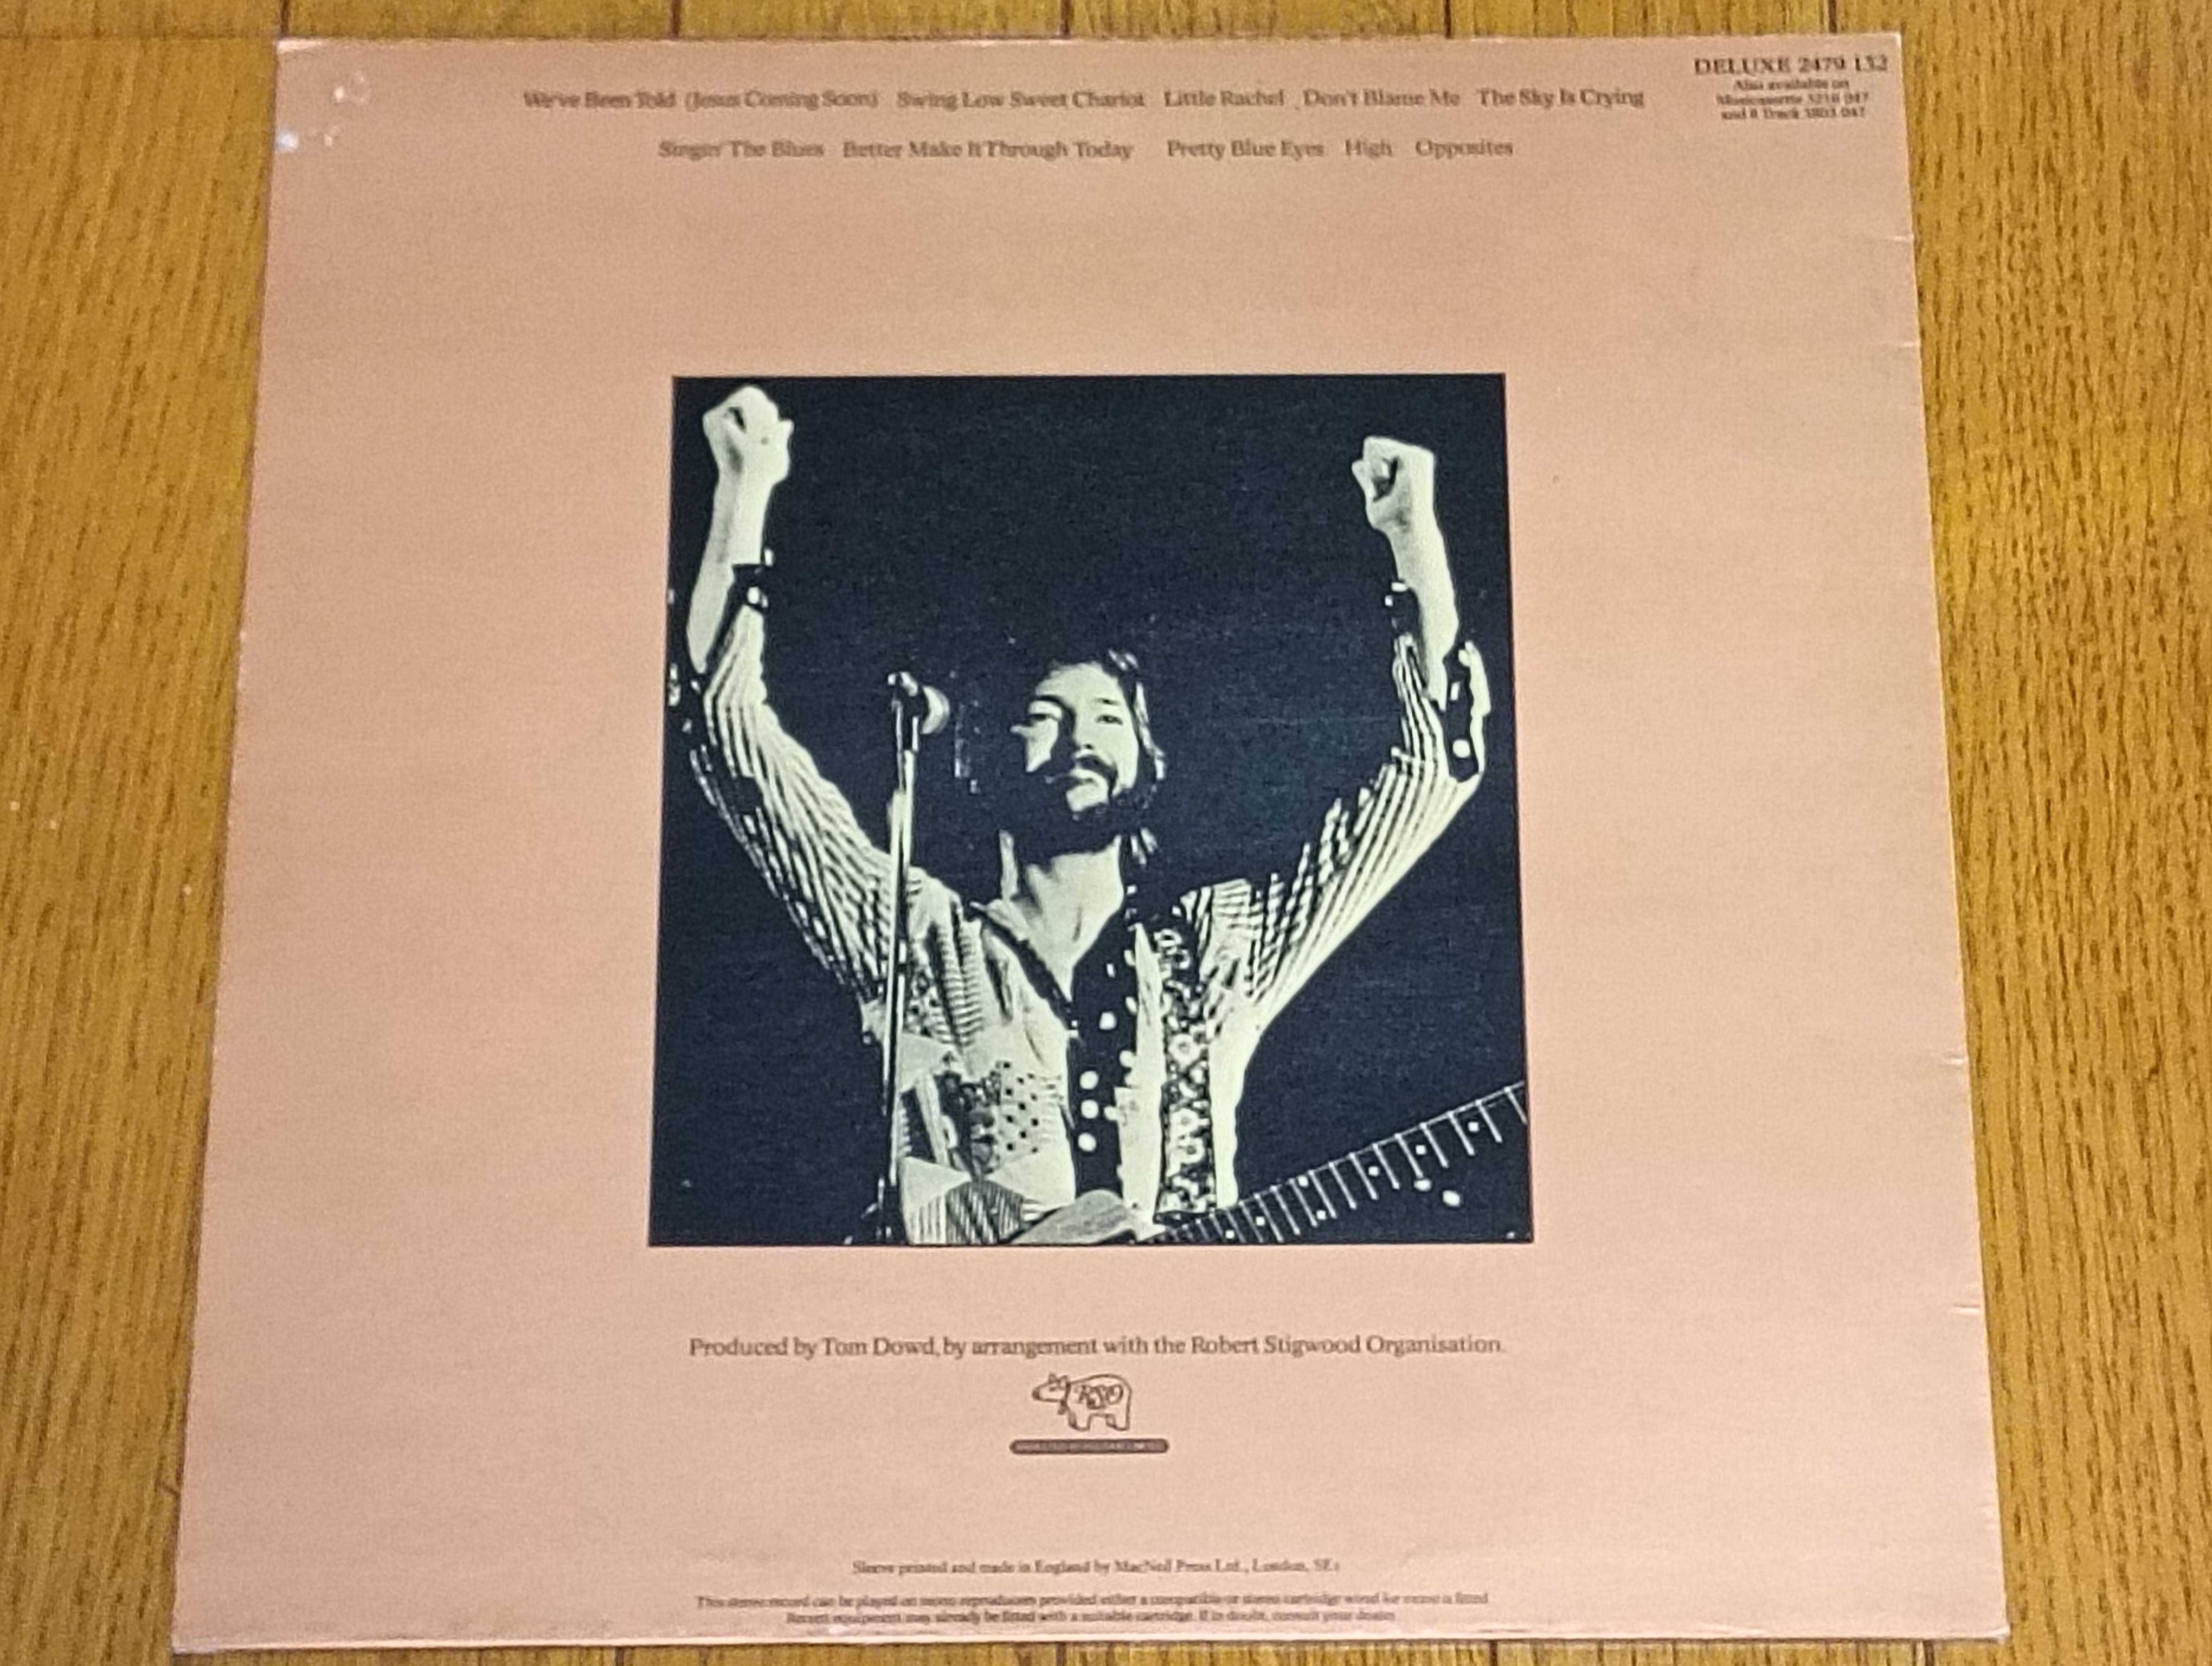 DELUXE 2479 132
Also available on
Musicassette 3216 047
and 8 Track 3803 047
We've Been Told (Jesus Coming Soon) Swing Low Sweet Chariot Little Rachel Don't Blame Me The Sky Is Crying
Singin' The Blues Better Make It Through Today Pretty Blue Eyes High Opposites
Produced by Tom Dowd, by arrangement with the Robert Stigwood Organisation.
RSO
Sleeve printed and made in England by MacNeil Press Ltd., London, SE1
This stereo record can be played on mono reproducers provided either a compatible or stereo cartridge wired for mono is fitted
Recent equipment may already be fitted with a suitable cartridge. If in doubt, consult your dealer